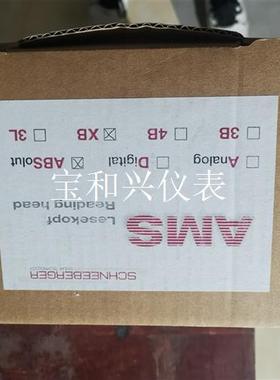 SCHNEEBERGER
AMS
Lesekopf
Reading head
☐ Analog ☐ Digital ☒ ABSolut
☐ 3B ☐ 4B ☒ XB ☐ 3L
宝和兴仪表